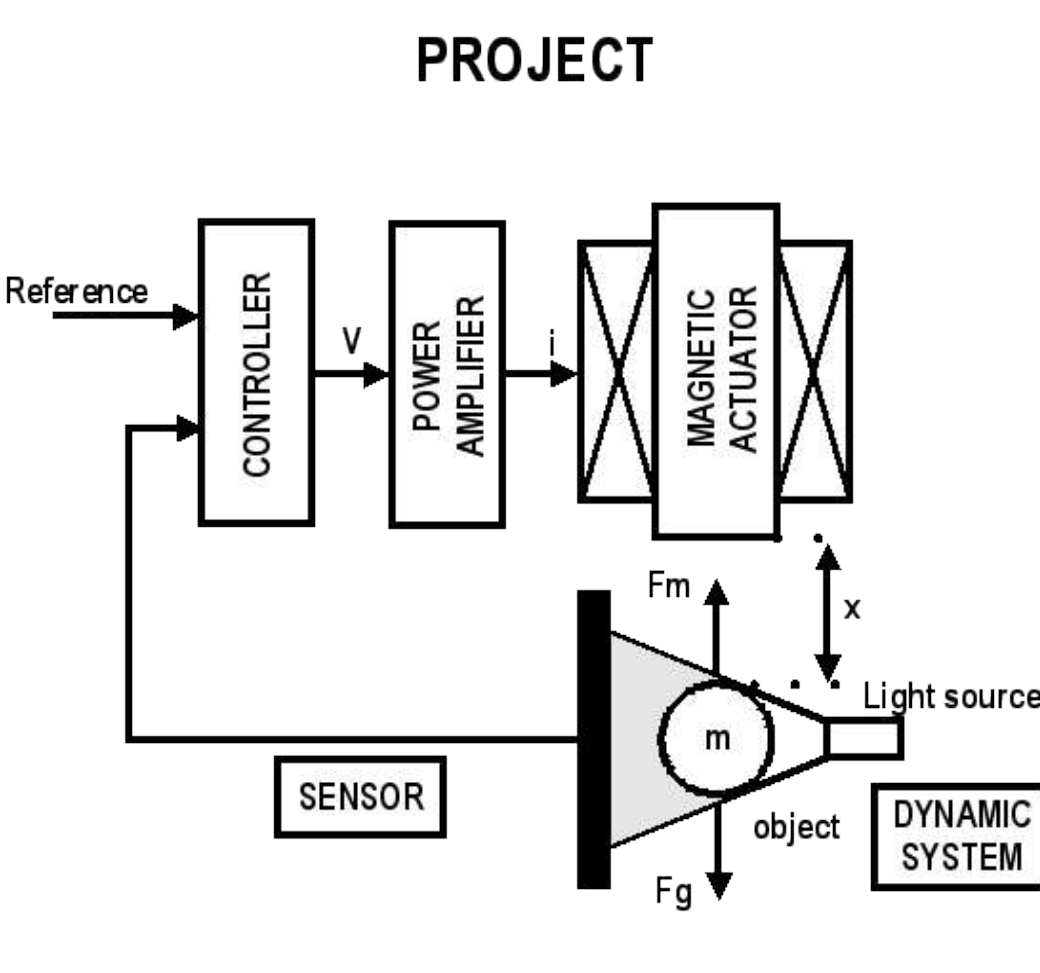 PROJECT
Reference
CONTROLLER
V
POWER
AMPLIFIER
i
MAGNETIC
ACTUATOR
Fm
x
Light source
m
SENSOR
object
DYNAMIC
SYSTEM
Fg